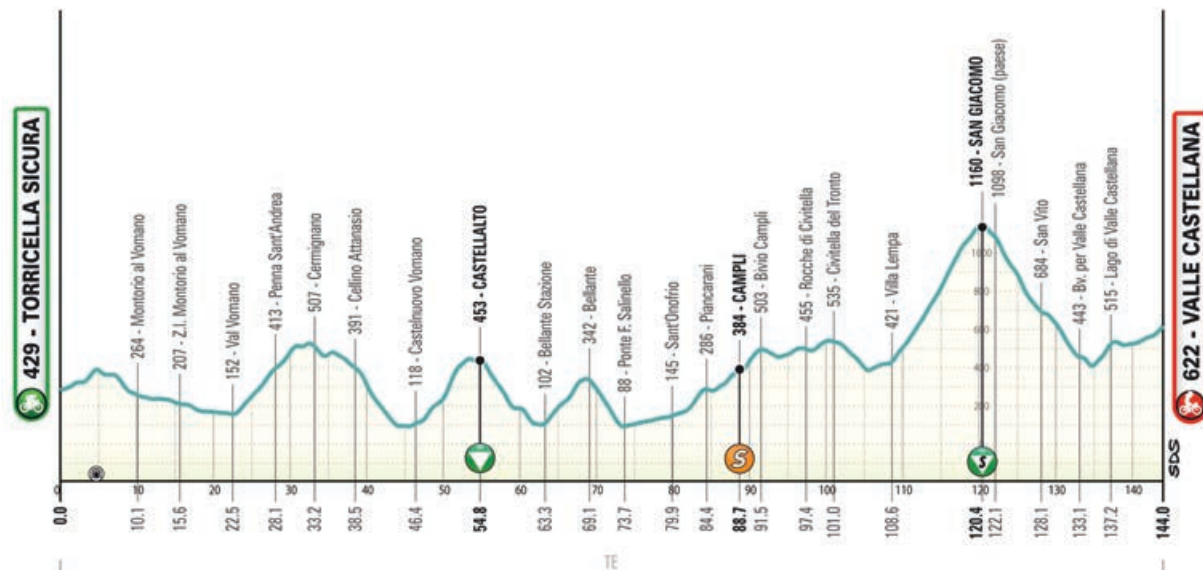 429 - TORRICELLA SICURA
264 - Montorio al Vomano
207 - Z.I. Montorio al Vomano
152 - Val Vomano
413 - Penna Sant'Andrea
507 - Cermignano
391 - Cellino Attanasio
118 - Castelnuovo Vomano
453 - CASTELLALTO
102 - Bellante Stazione
342 - Bellante
88 - Ponte F. Salinello
145 - Sant'Onofrio
286 - Piancarani
384 - CAMPLI
503 - Bivio Campli
455 - Rocche di Civitella
535 - Civitella del Tronto
421 - Villa Lempa
1160 - SAN GIACOMO
1098 - San Giacomo (paese)
684 - San Vito
443 - Bv. per Valle Castellana
515 - Lago di Valle Castellana
622 - VALLE CASTELLANA
1000
800
600
400
200
S
S
SDS
0 10 20 30 40 50 60 70 80 90 100 110 120 130 140
0.0 10.1 15.6 22.5 28.1 33.2 38.5 46.4 54.8 63.3 69.1 73.7 79.9 84.4 88.7 91.5 97.4 101.0 108.6 120.4 122.1 128.1 133.1 137.2 144.0
TE